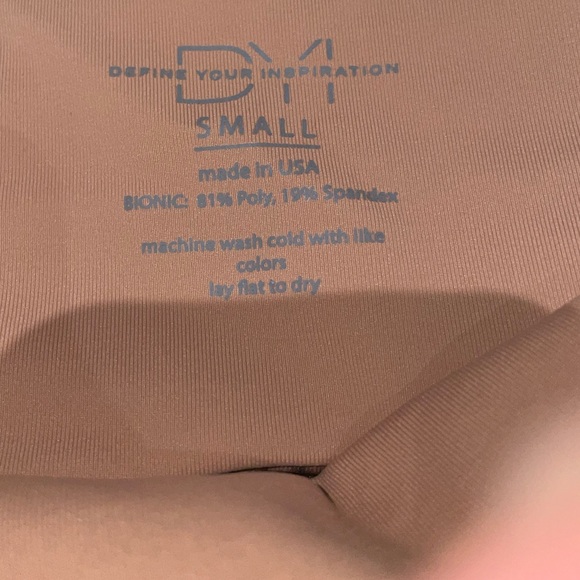 DYI
DEFINE YOUR INSPIRATION
SMALL
made in USA
BIONIC: 81% Poly, 19% Spandex
machine wash cold with like
colors
lay flat to dry